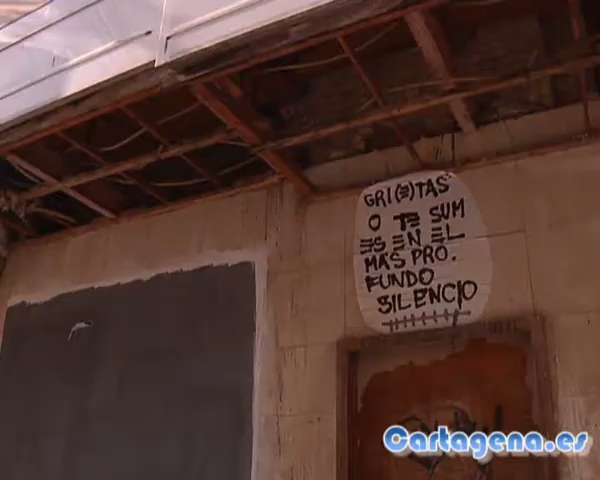 GRI(E)TAS
O TE SUM
ES EN EL
MÁS PRO.
FUNDO
SILENCIO
Cartagena.es